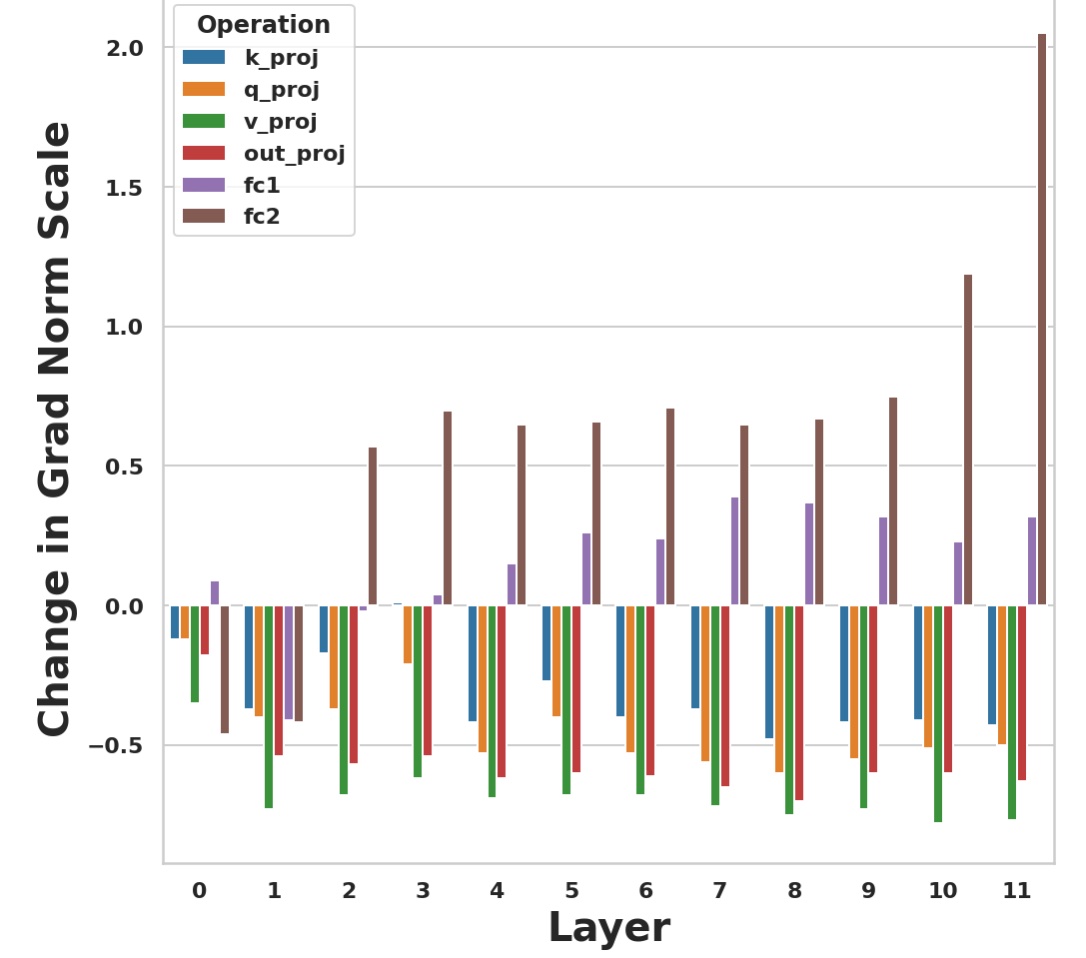 Operation
k_proj
q_proj
v_proj
out_proj
fc1
fc2
Change in Grad Norm Scale
2.0
1.5
1.0
0.5
0.0
−0.5
0 1 2 3 4 5 6 7 8 9 10 11
Layer